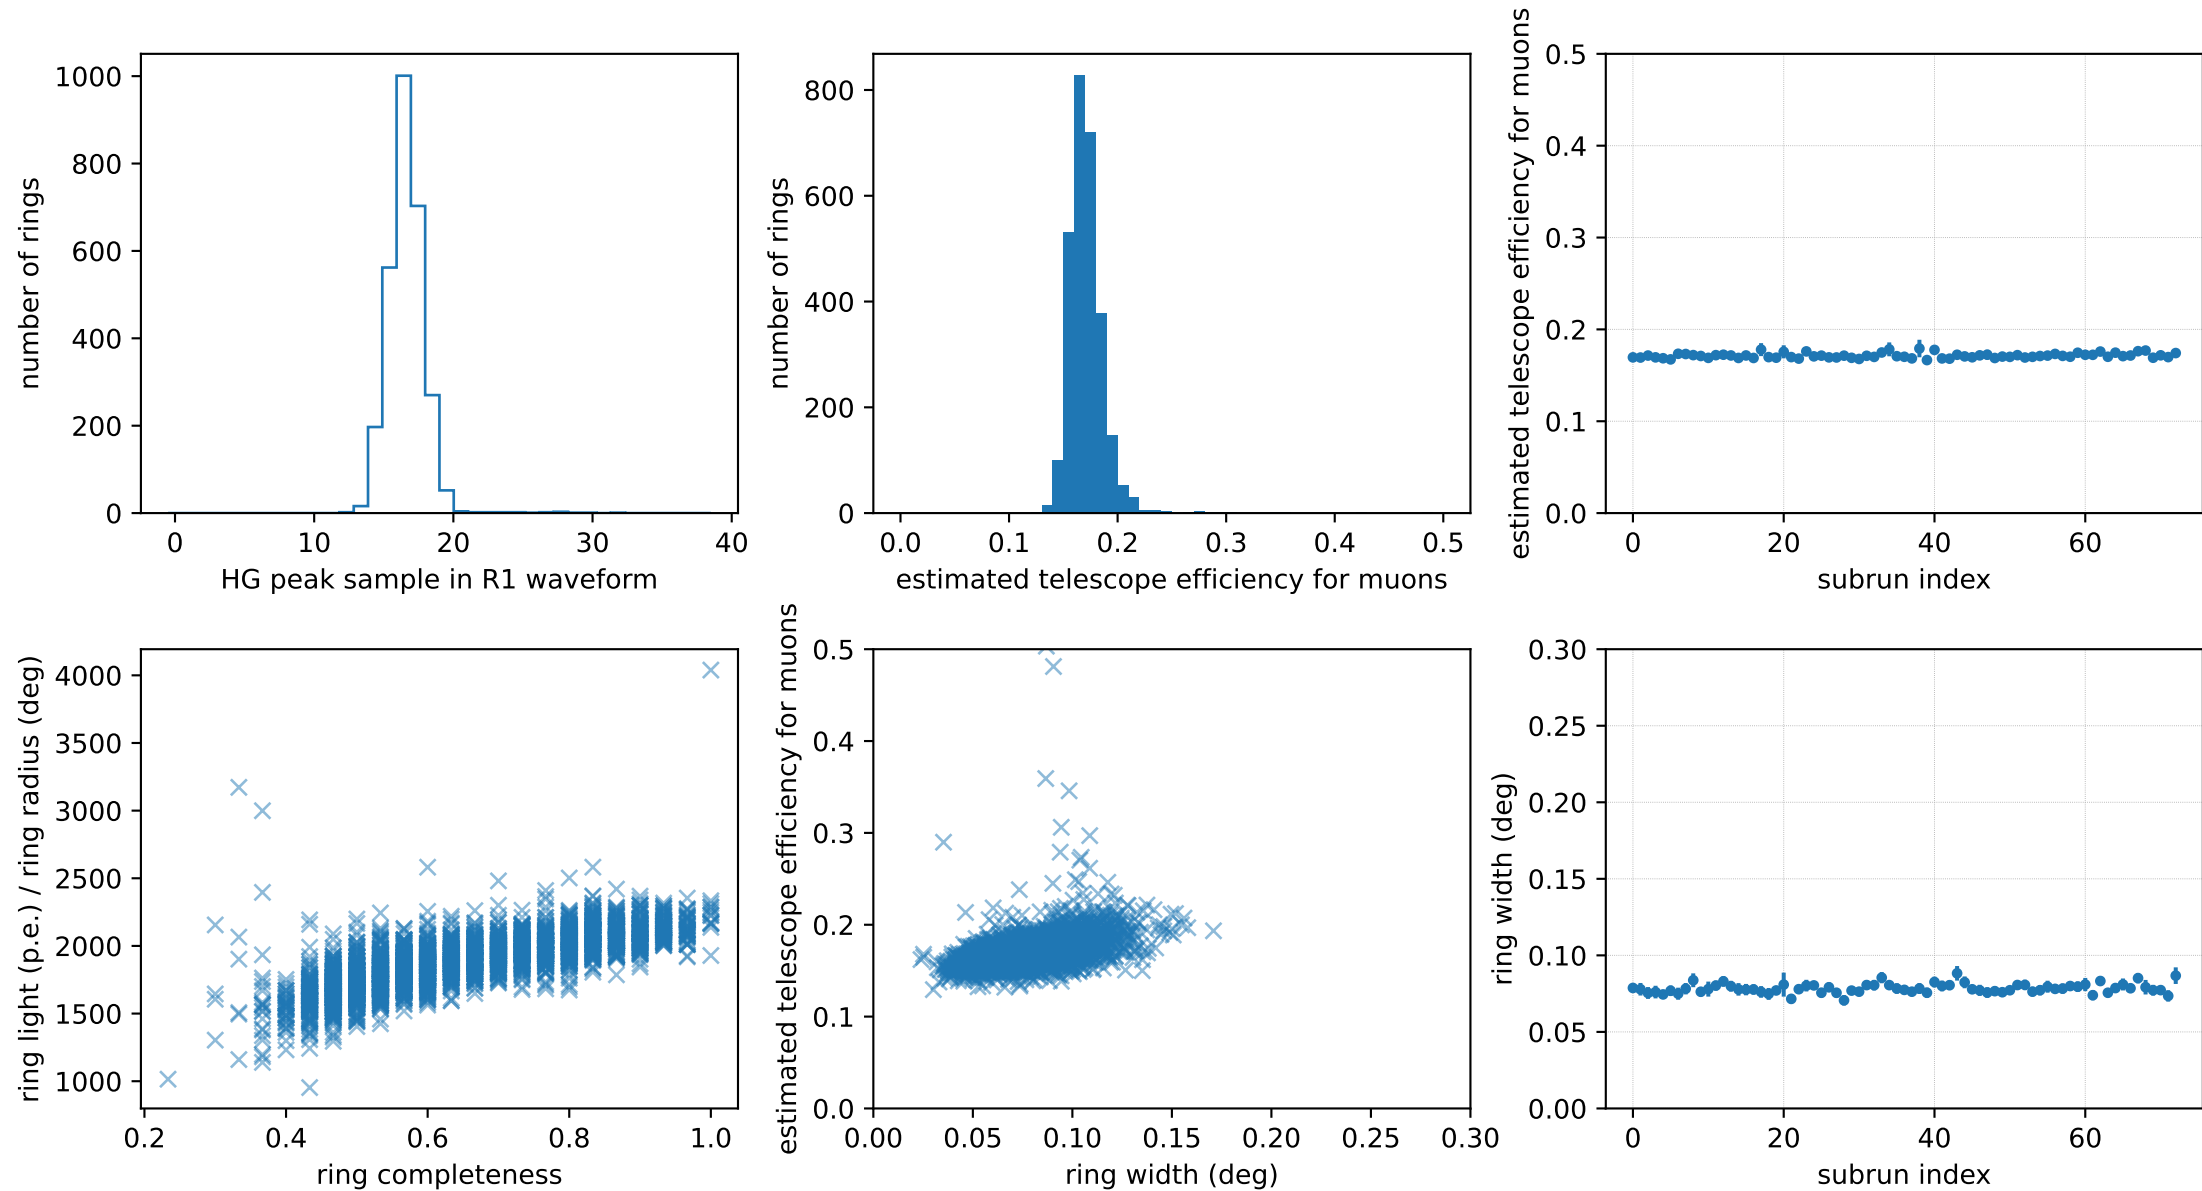 number of rings
1000
800
600
400
200
0
0 10 20 30 40
HG peak sample in R1 waveform
number of rings
800
600
400
200
0
0.0 0.1 0.2 0.3 0.4 0.5
estimated telescope efficiency for muons
estimated telescope efficiency for muons
0.5
0.4
0.3
0.2
0.1
0.0
0 20 40 60
subrun index
ring light (p.e.) / ring radius (deg)
4000
3500
3000
2500
2000
1500
1000
0.2 0.4 0.6 0.8 1.0
ring completeness
estimated telescope efficiency for muons
0.5
0.4
0.3
0.2
0.1
0.0
0.00 0.05 0.10 0.15 0.20 0.25 0.30
ring width (deg)
ring width (deg)
0.30
0.25
0.20
0.15
0.10
0.05
0.00
0 20 40 60
subrun index